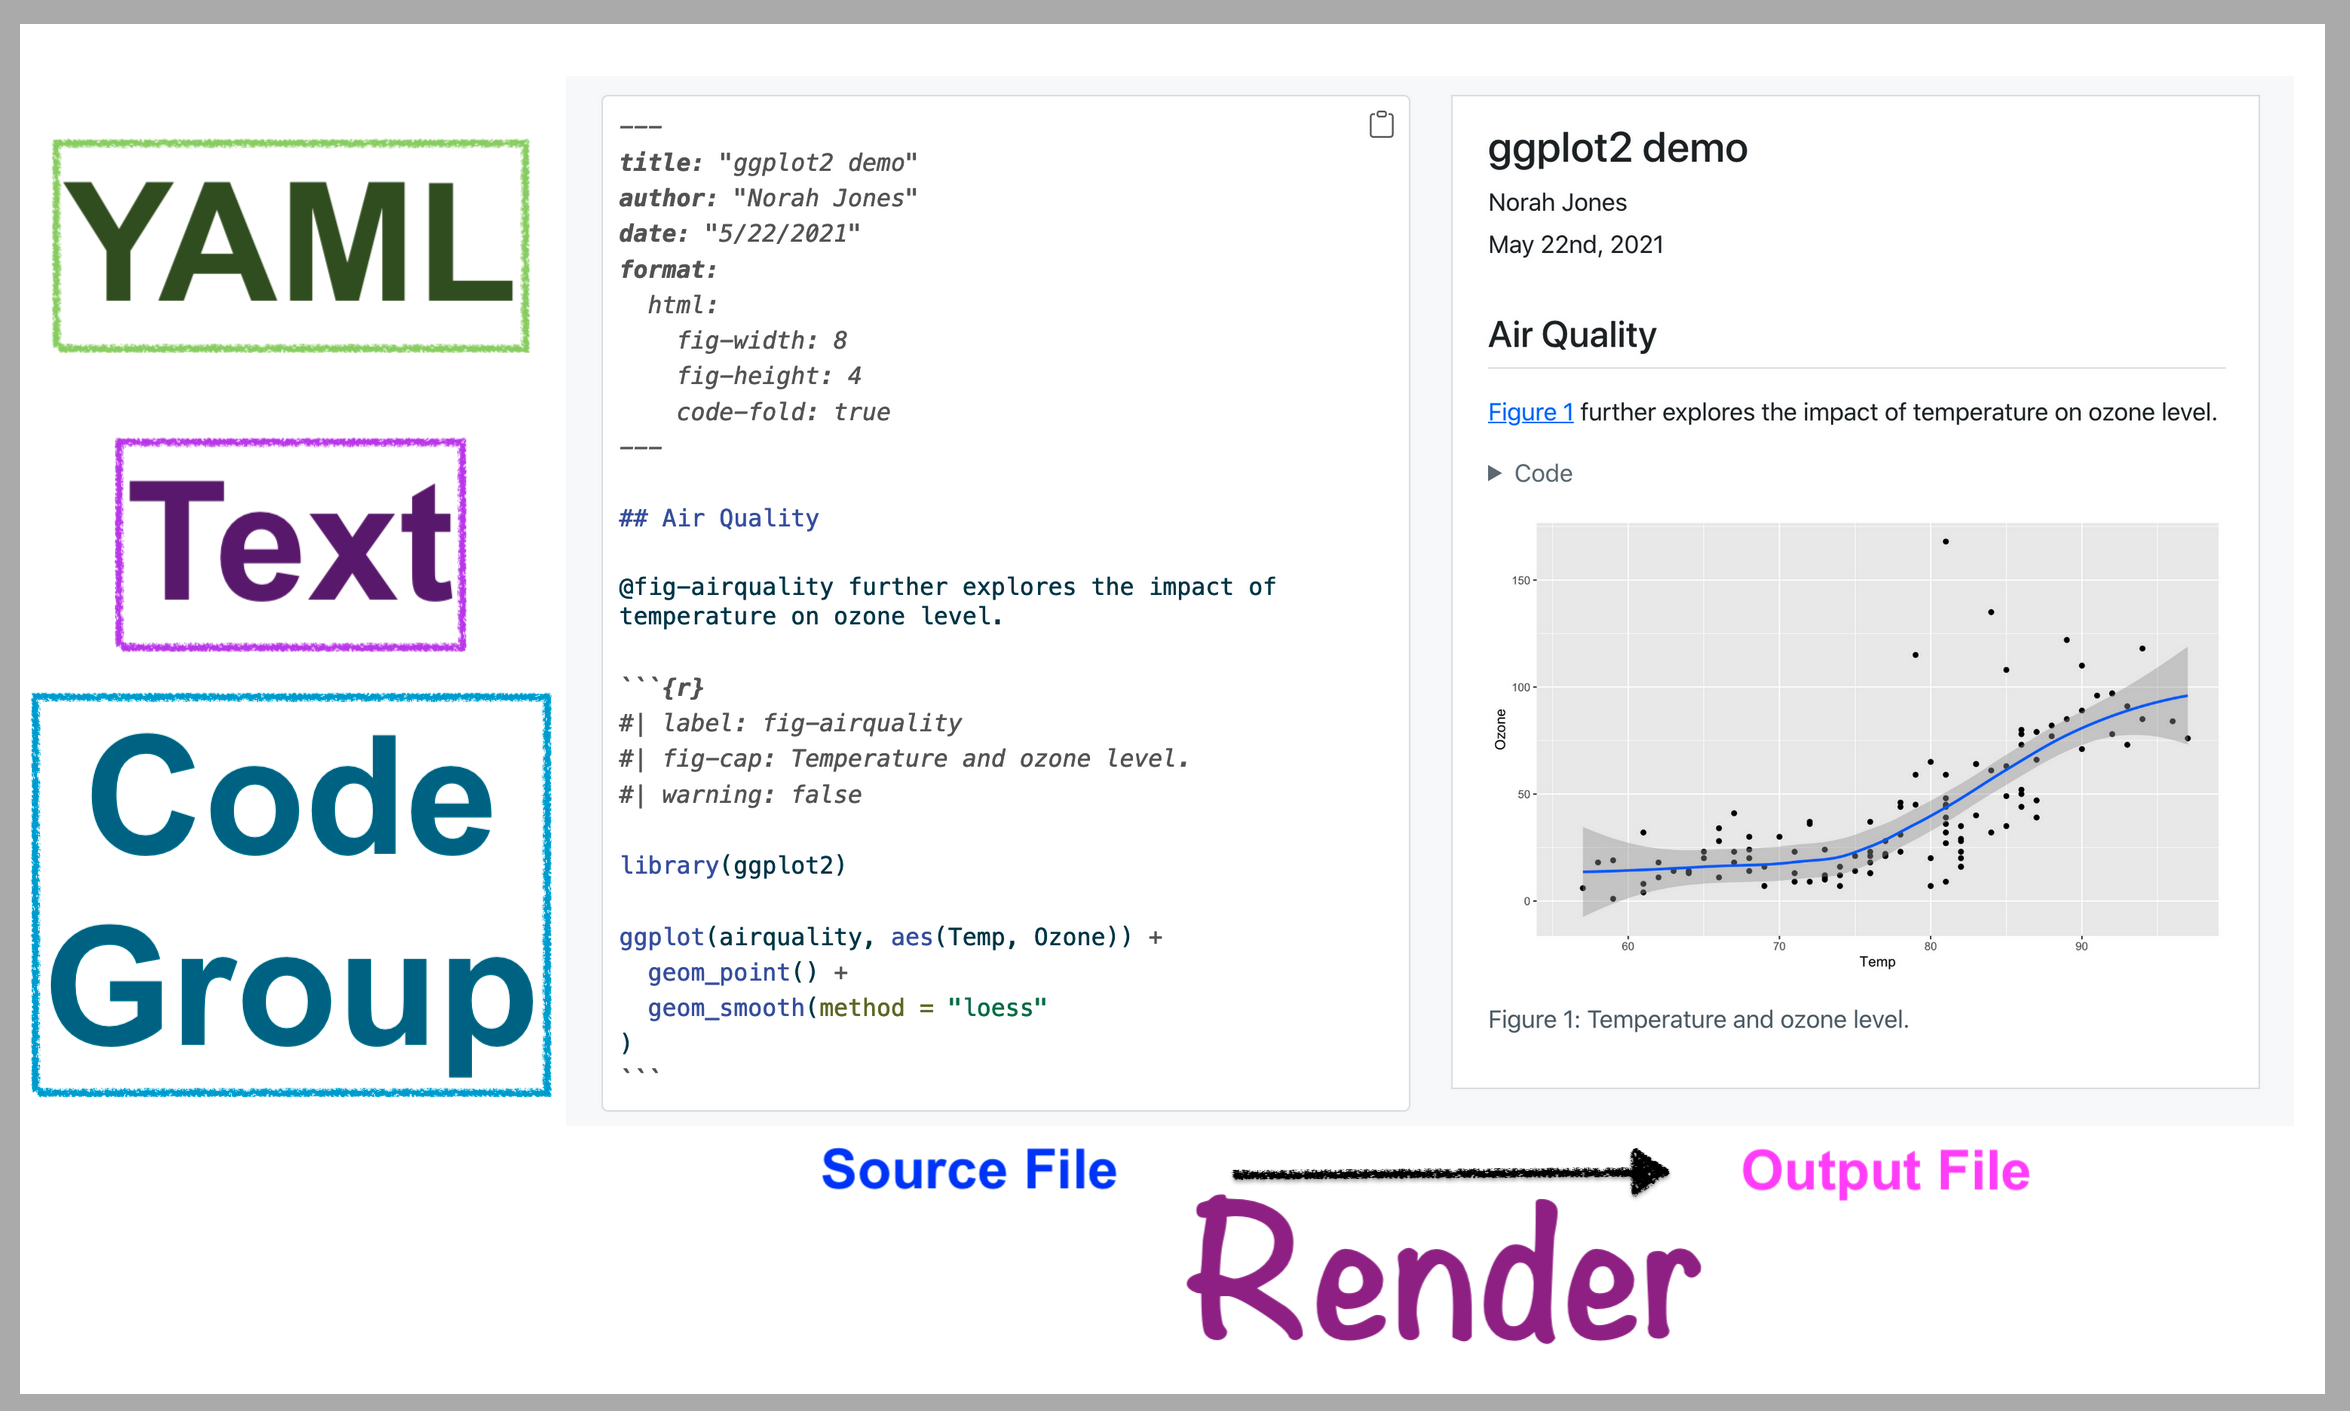 YAML
Text
Code
Group
---
title: "ggplot2 demo"
author: "Norah Jones"
date: "5/22/2021"
format:
  html:
    fig-width: 8
    fig-height: 4
    code-fold: true
---
## Air Quality
@fig-airquality further explores the impact of
temperature on ozone level.
```{r}
#| label: fig-airquality
#| fig-cap: Temperature and ozone level.
#| warning: false
library(ggplot2)
ggplot(airquality, aes(Temp, Ozone)) +
  geom_point() +
  geom_smooth(method = "loess"
)
```
ggplot2 demo
Norah Jones
May 22nd, 2021
Air Quality
Figure 1 further explores the impact of temperature on ozone level.
Code
150
100
50
0
Ozone
60 70 80 90
Temp
Figure 1: Temperature and ozone level.
Source File
Output File
Render